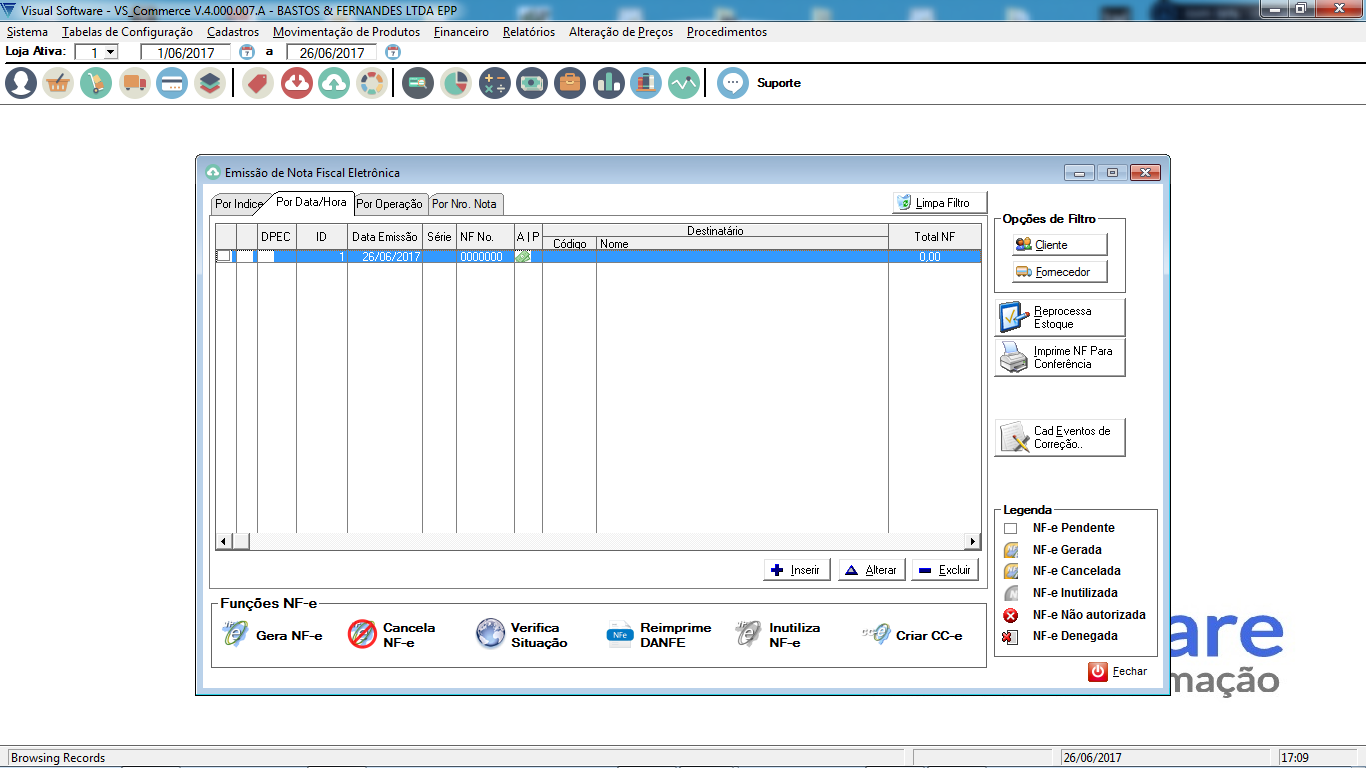 Visual Software - VS_Commerce V.4.000.007.A - BASTOS & FERNANDES LTDA EPP
Sistema Tabelas de Configuração Cadastros Movimentação de Produtos Financeiro Relatórios Alteração de Preços Procedimentos
Loja Ativa: 1 1/06/2017 7 a 26/06/2017 7
Suporte
Emissão de Nota Fiscal Eletrônica
Por Indice Por Data/Hora Por Operação Por Nro. Nota
Limpa Filtro
DPEC ID Data Emissão Série NF No. A | P Destinatário Total NF
Código Nome
1 26/06/2017 0000000 0,00
Opções de Filtro
Cliente
Fornecedor
Reprocessa
Estoque
Imprime NF Para
Conferência
Cad Eventos de
Correção..
Legenda
NF-e Pendente
NF-e Gerada
NF-e Cancelada
NF-e Inutilizada
NF-e Não autorizada
NF-e Denegada
Inserir Alterar Excluir
Funções NF-e
Gera NF-e
Cancela
NF-e
Verifica
Situação
NFe
Reimprime
DANFE
Inutiliza
NF-e
Criar CC-e
Fechar
are
mação
Browsing Records 26/06/2017 17:09